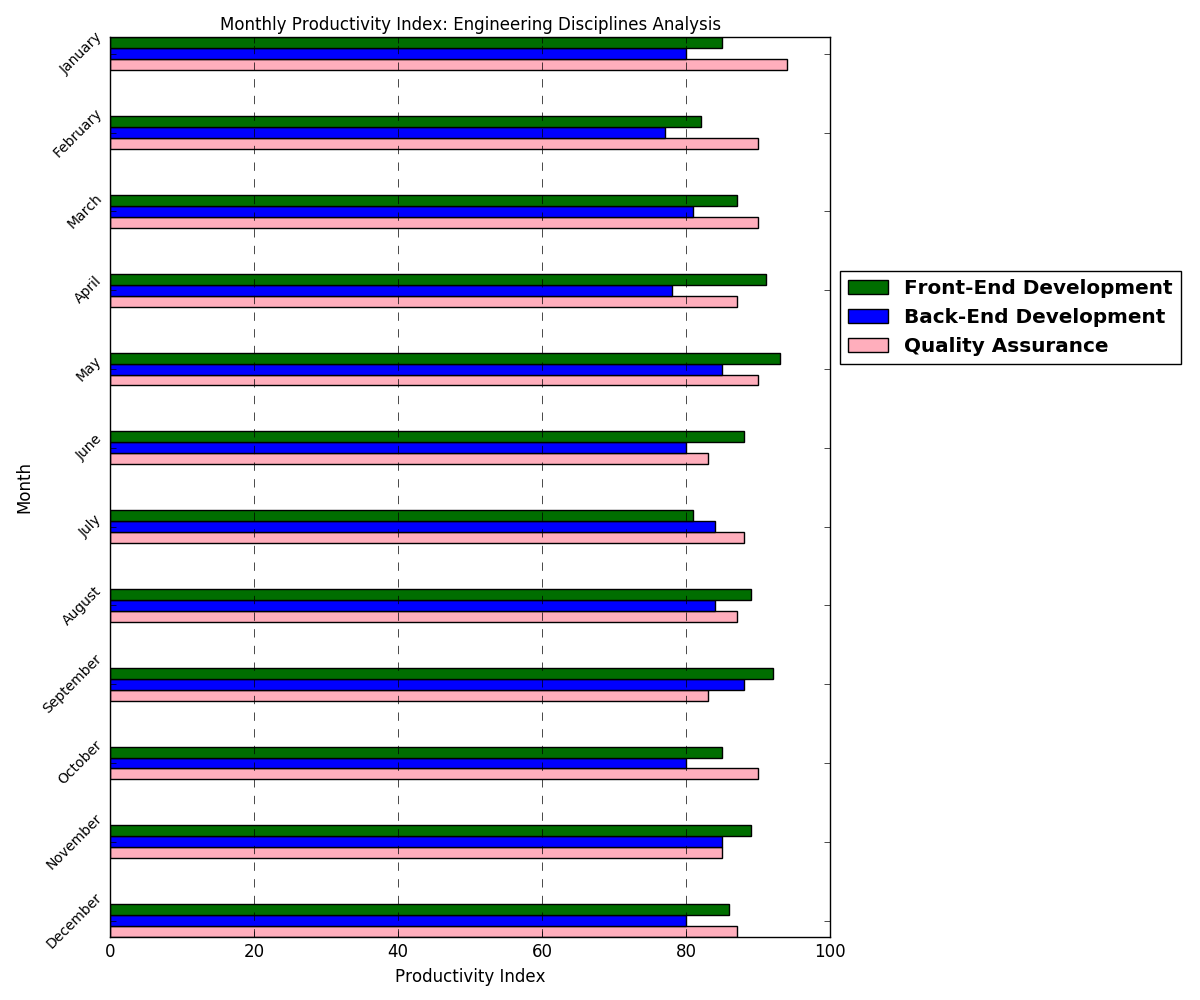 Monthly Productivity Index: Engineering Disciplines Analysis
January
February
March
April
May
June
July
August
September
October
November
December
Month
0 20 40 60 80 100
Productivity Index
Front-End Development
Back-End Development
Quality Assurance